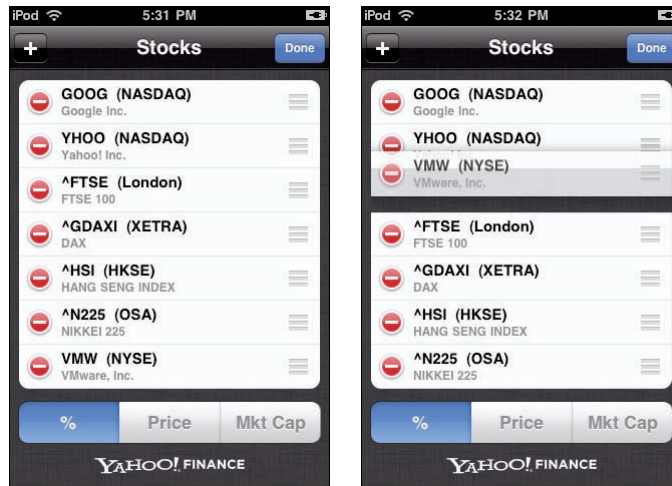 iPod 5:31 PM
+ Stocks Done
GOOG (NASDAQ)
Google Inc.
YHOO (NASDAQ)
Yahoo! Inc.
^FTSE (London)
FTSE 100
^GDAXI (XETRA)
DAX
^HSI (HKSE)
HANG SENG INDEX
^N225 (OSA)
NIKKEI 225
VMW (NYSE)
VMware, Inc.
% Price Mkt Cap
YAHOO! FINANCE
iPod 5:32 PM
+ Stocks Done
GOOG (NASDAQ)
Google Inc.
YHOO (NASDAQ)
VMW (NYSE)
VMware, Inc.
^FTSE (London)
FTSE 100
^GDAXI (XETRA)
DAX
^HSI (HKSE)
HANG SENG INDEX
^N225 (OSA)
NIKKEI 225
% Price Mkt Cap
YAHOO! FINANCE